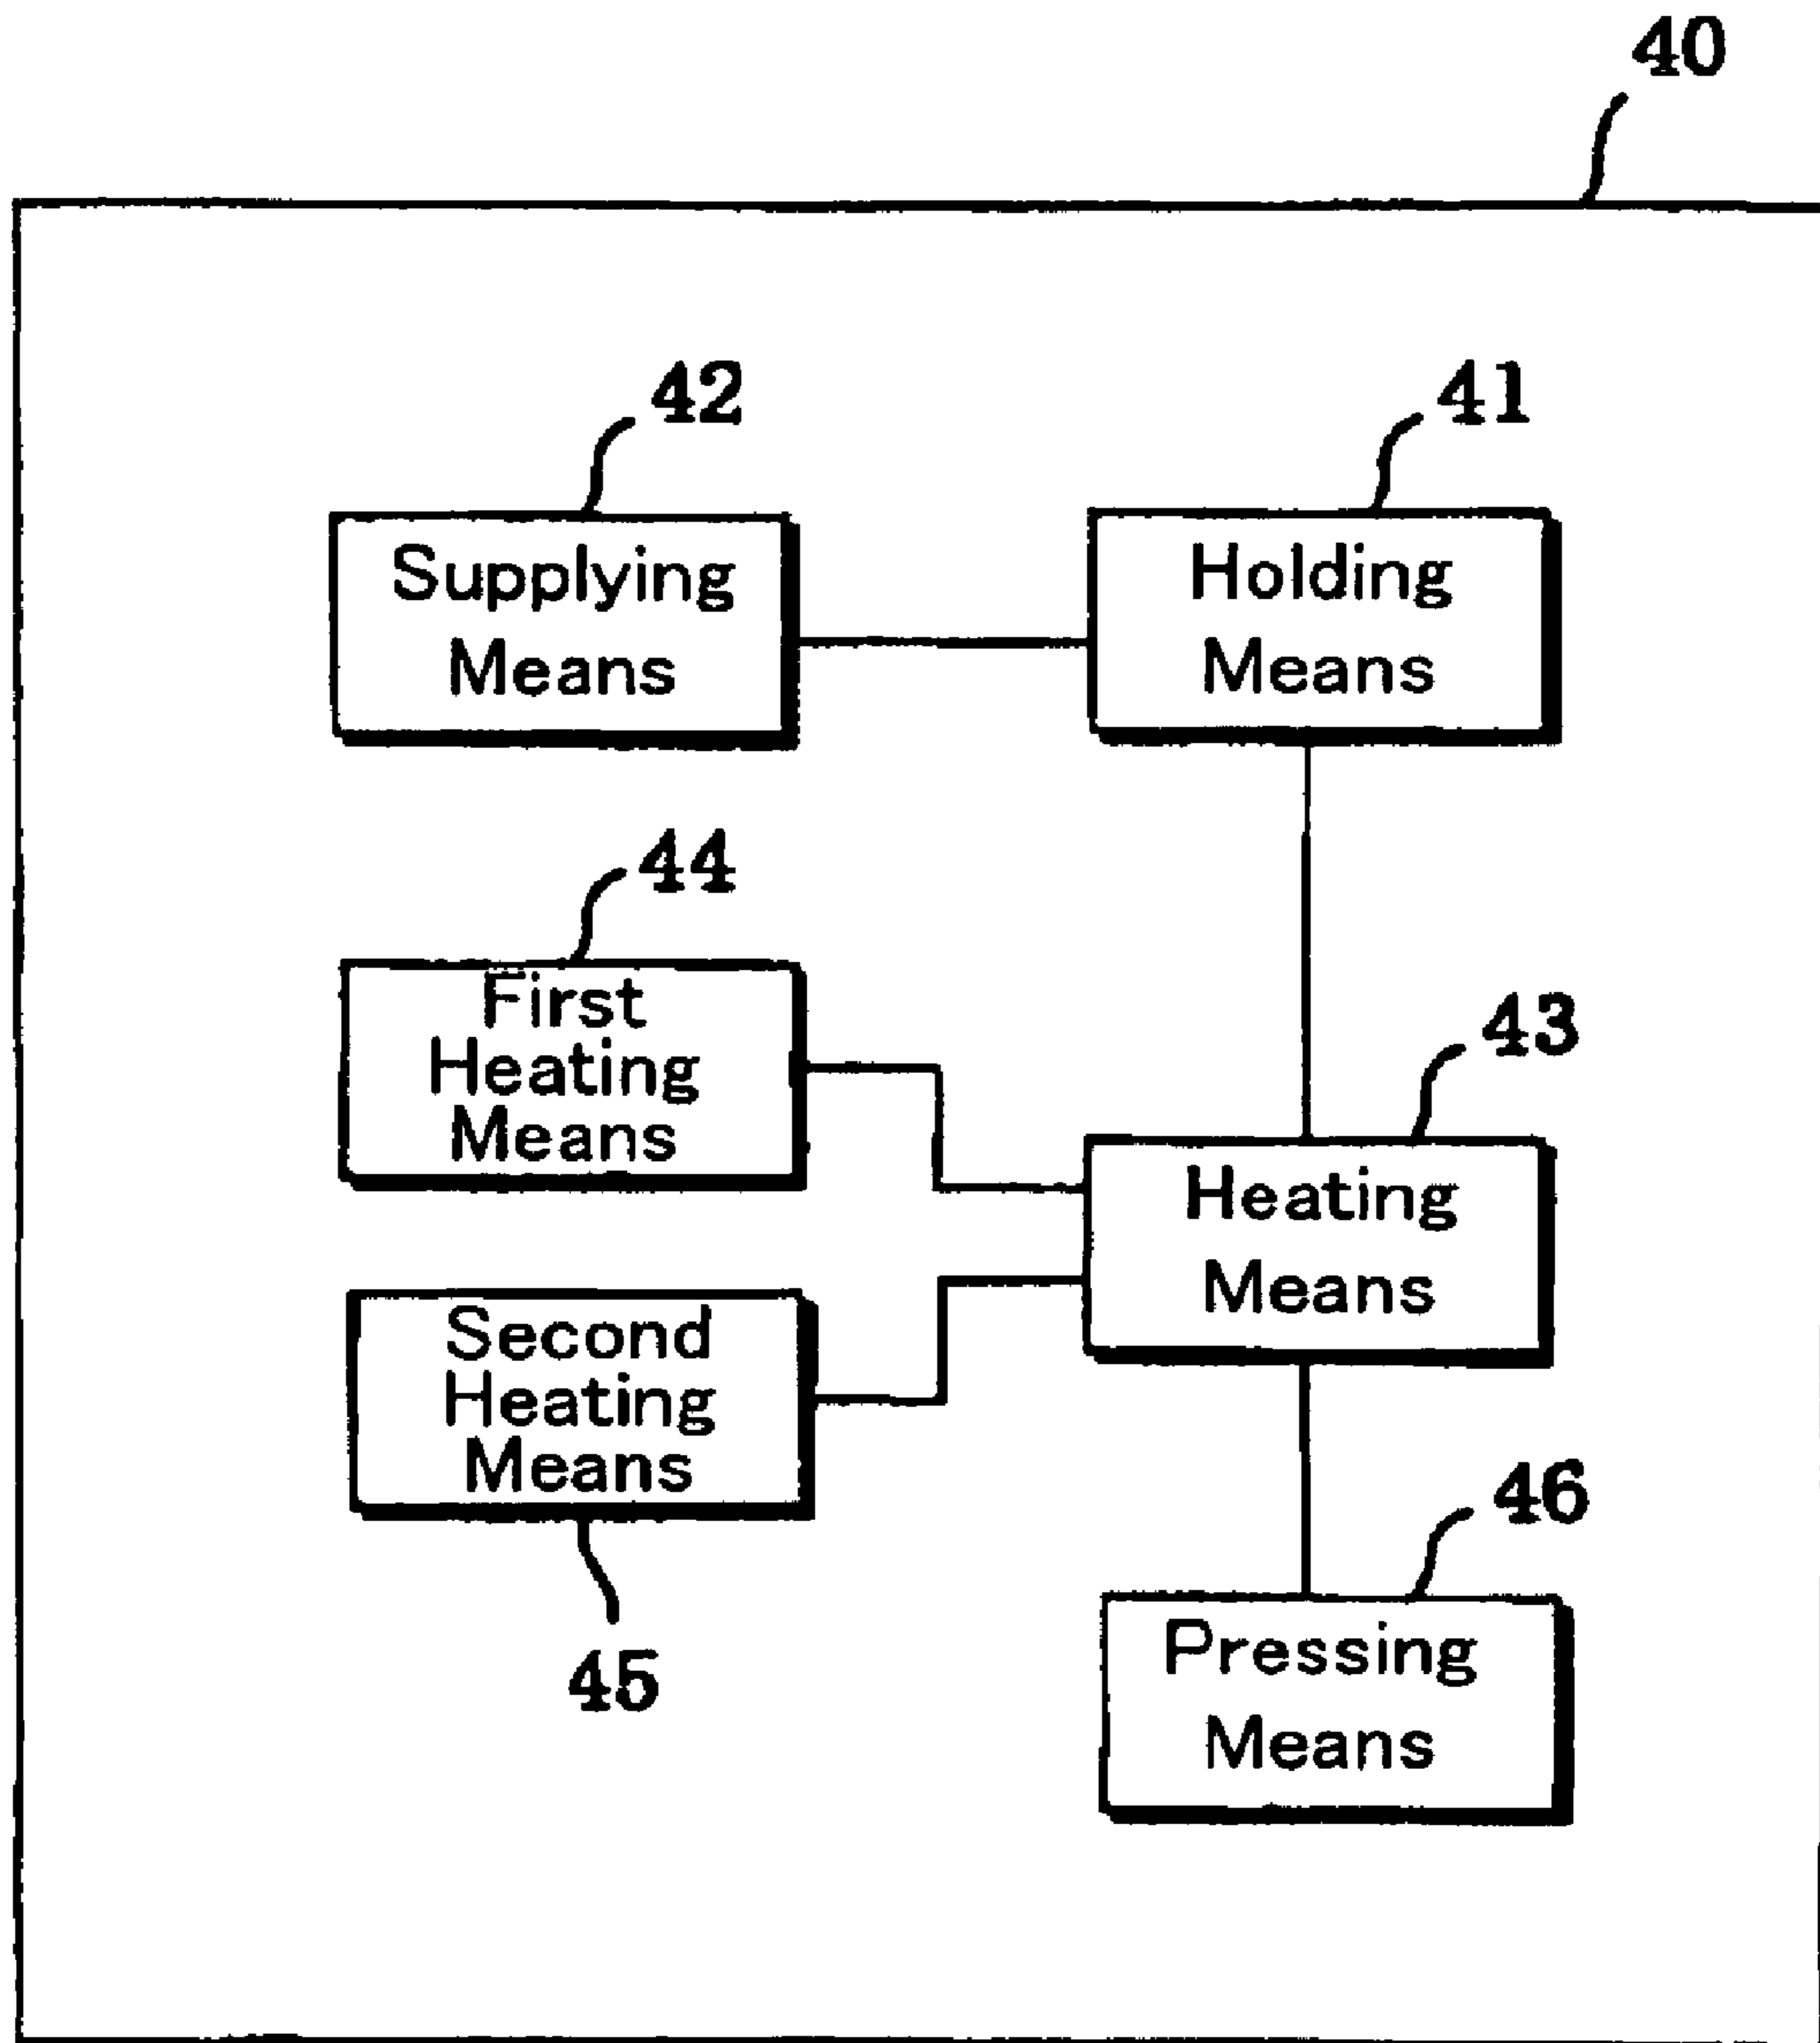 40
42
41
Supplying
Means
Holding
Means
44
First
Heating
Means
43
Heating
Means
Second
Heating
Means
45
46
Pressing
Means